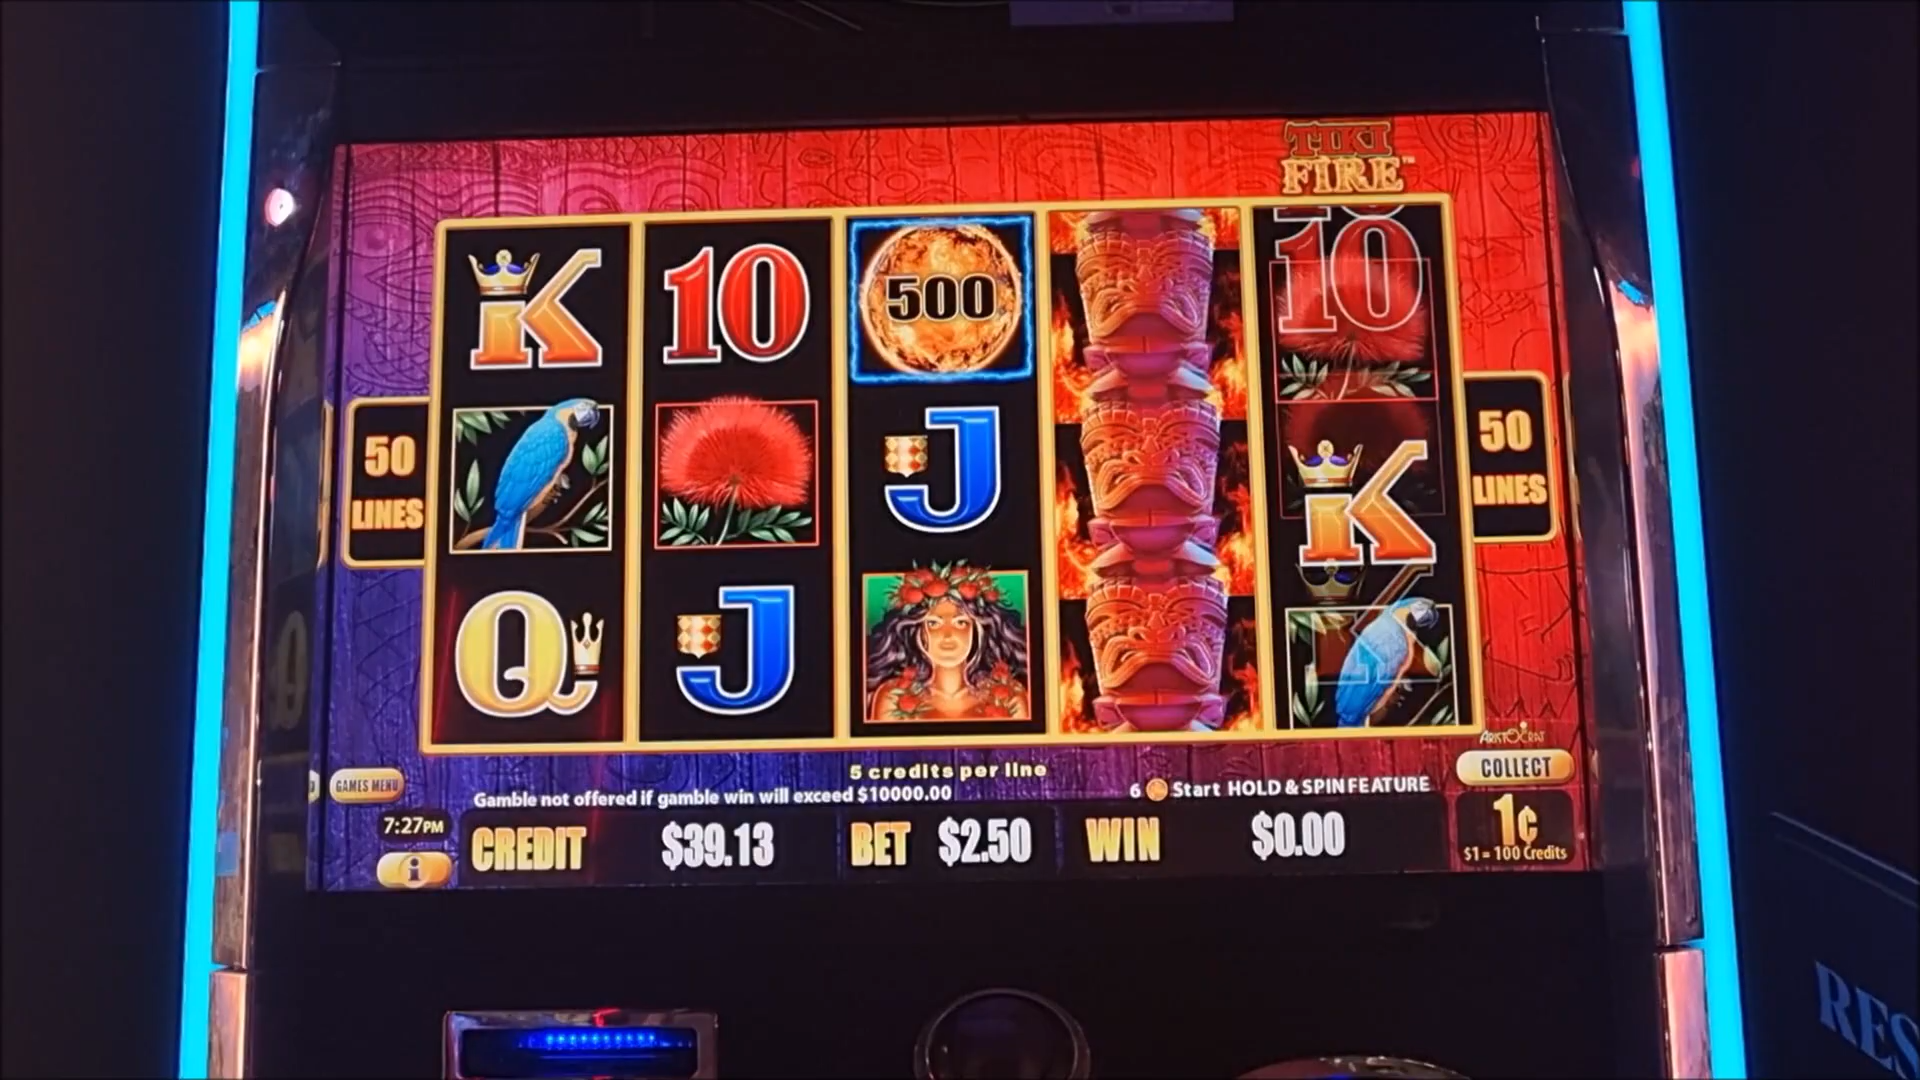 TIKI
FIRE™
K
10
500
10
50
LINES
J
K
50
LINES
Q
J
ARISTOCRAT
5 credits per line
COLLECT
GAMES MENU
Gamble not offered if gamble win will exceed $10000.00
6 Start HOLD & SPIN FEATURE
7:27PM
CREDIT $39.13 BET $2.50 WIN $0.00
1¢
$1 = 100 Credits
i
RES